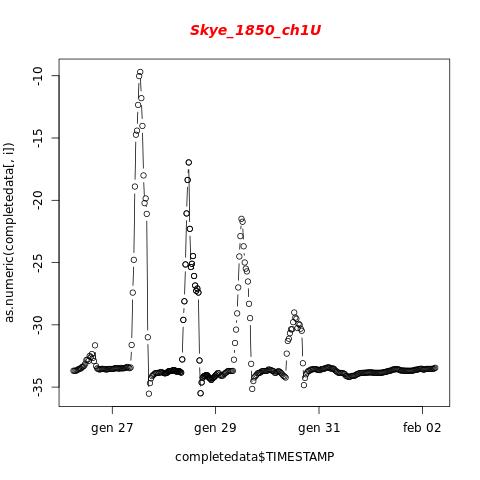 Skye_1850_ch1U
as.numeric(completedata[, i])
-10
-15
-20
-25
-30
-35
gen 27 gen 29 gen 31 feb 02
completedata$TIMESTAMP